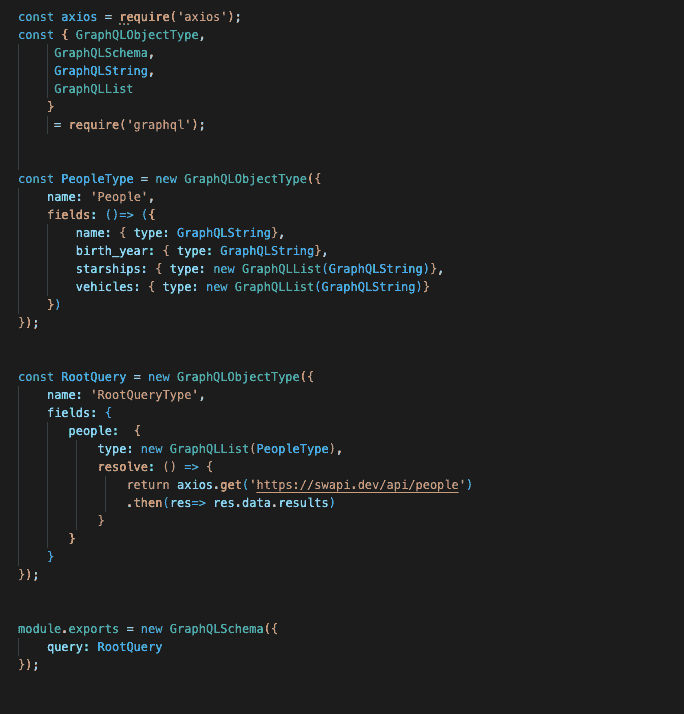 const axios = require('axios');
const { GraphQLObjectType,
     GraphQLSchema,
     GraphQLString,
     GraphQLList
    }
     = require('graphql');
const PeopleType = new GraphQLObjectType({
    name: 'People',
    fields: ()=> ({
        name: { type: GraphQLString},
        birth_year: { type: GraphQLString},
        starships: { type: new GraphQLList(GraphQLString)},
        vehicles: { type: new GraphQLList(GraphQLString)}
    })
});
const RootQuery = new GraphQLObjectType({
    name: 'RootQueryType',
    fields: {
       people:  {
           type: new GraphQLList(PeopleType),
           resolve: () => {
               return axios.get('https://swapi.dev/api/people')
               .then(res=> res.data.results)
           }
       }
    }
});
module.exports = new GraphQLSchema({
    query: RootQuery
});